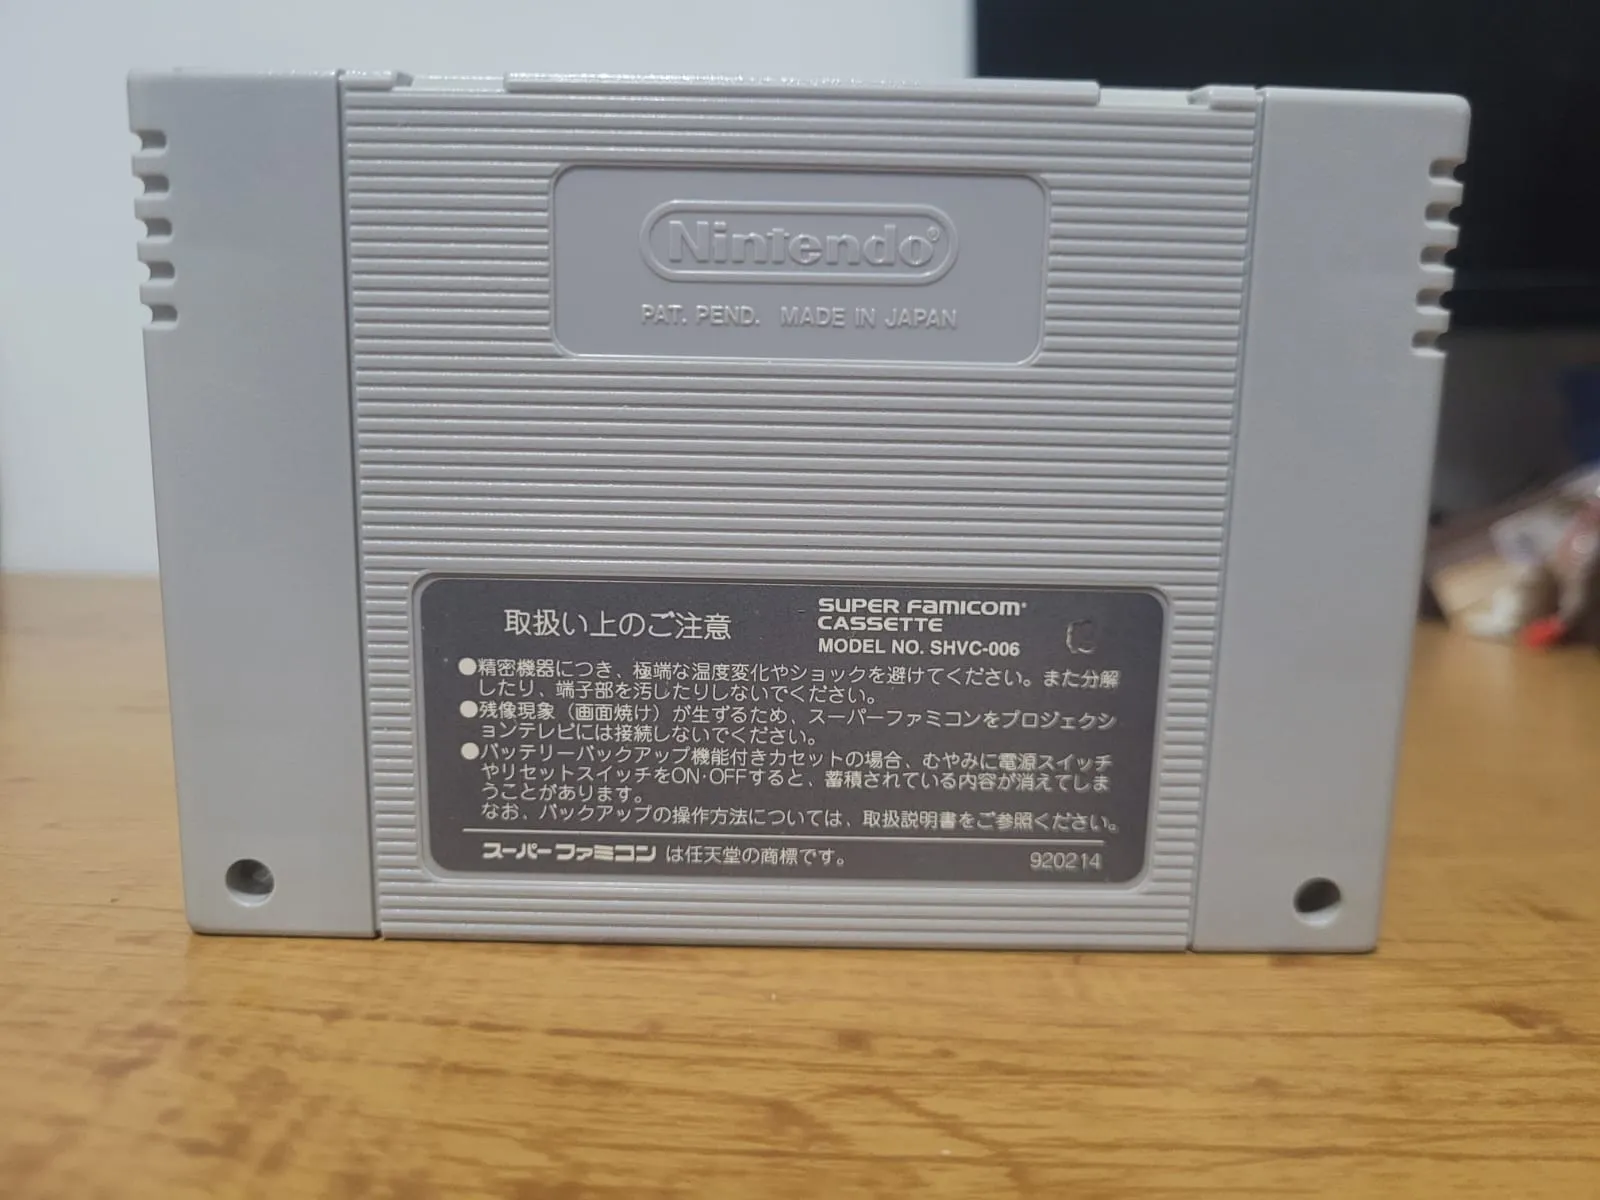 Nintendo®
PAT. PEND. MADE IN JAPAN
取扱い上のご注意
SUPER FAMICOM
CASSETTE
MODEL NO. SHVC-006
●精密機器につき、極端な温度変化やショックを避けてください。また分解
したり、端子部を汚したりしないでください。
●残像現象（画面焼け）が生ずるため、スーパーファミコンをプロジェクシ
ョンテレビには接続しないでください。
●バッテリーバックアップ機能付きカセットの場合、むやみに電源スイッチ
やリセットスイッチをON·OFFすると、蓄積されている内容が消えてしま
うことがあります。
なお、バックアップの操作方法については、取扱説明書をご参照ください。
スーパーファミコン は任天堂の商標です。
920214